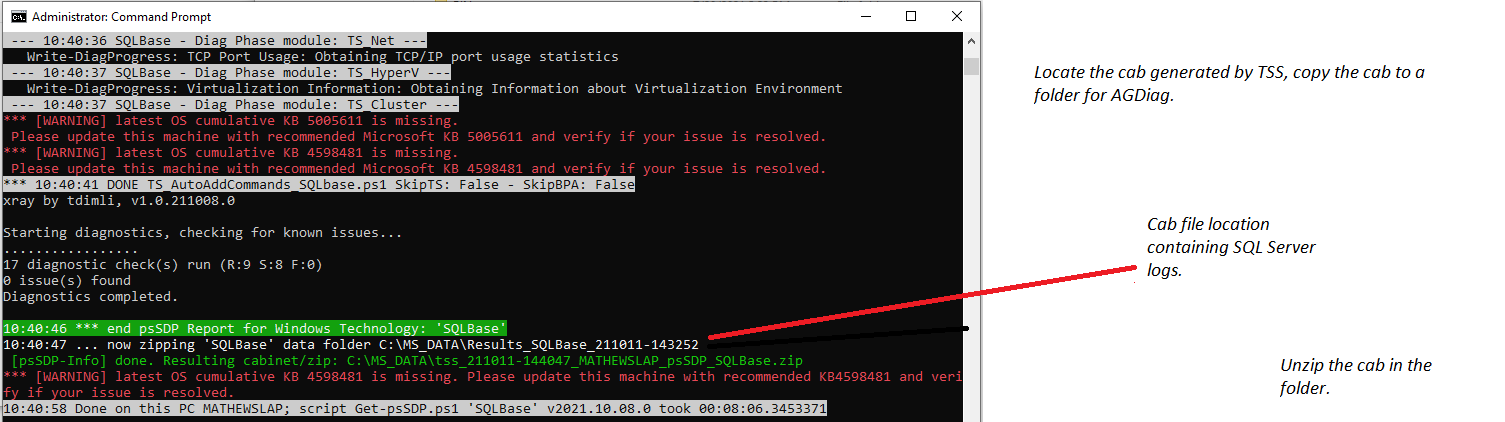 Administrator: Command Prompt
--- 10:40:36 SQLBase - Diag Phase module: TS_Net ---
Write-DiagProgress: TCP Port Usage: Obtaining TCP/IP port usage statistics
--- 10:40:37 SQLBase - Diag Phase module: TS_HyperV ---
Write-DiagProgress: Virtualization Information: Obtaining Information about Virtualization Environment
--- 10:40:37 SQLBase - Diag Phase module: TS_Cluster ---
*** [WARNING] latest OS cumulative KB 5005611 is missing.
Please update this machine with recommended Microsoft KB 5005611 and verify if your issue is resolved.
*** [WARNING] latest OS cumulative KB 4598481 is missing.
Please update this machine with recommended Microsoft KB 4598481 and verify if your issue is resolved.
*** 10:40:41 DONE TS_AutoAddCommands_SQLbase.ps1 SkipTS: False - SkipBPA: False
xray by tdimli, v1.0.211008.0
Starting diagnostics, checking for known issues...
.................
17 diagnostic check(s) run (R:9 S:8 F:0)
0 issue(s) found
Diagnostics completed.
10:40:46 *** end psSDP Report for Windows Technology: 'SQLBase'
10:40:47 ... now zipping 'SQLBase' data folder C:\MS_DATA\Results_SQLBase_211011-143252
[psSDP-Info] done. Resulting cabinet/zip: C:\MS_DATA\tss_211011-144047_MATHEWSLAP_psSDP_SQLBase.zip
*** [WARNING] latest OS cumulative KB 4598481 is missing. Please update this machine with recommended KB4598481 and veri
fy if your issue is resolved.
10:40:58 Done on this PC MATHEWSLAP; script Get-psSDP.ps1 'SQLBase' v2021.10.08.0 took 00:08:06.3453371
Locate the cab generated by TSS, copy the cab to a
folder for AGDiag.
Cab file location
containing SQL Server
logs.
Unzip the cab in the
folder.